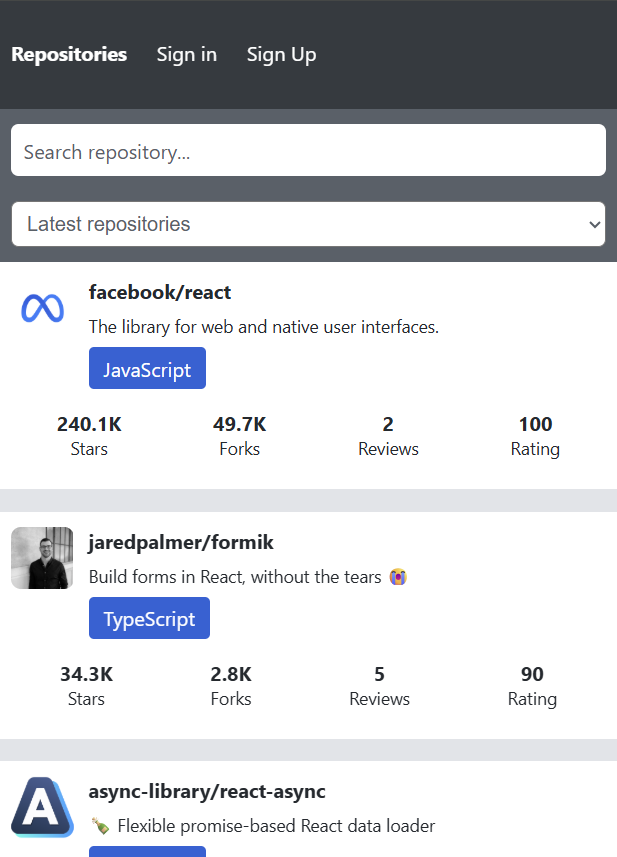 Repositories Sign in Sign Up
Search repository...
Latest repositories
facebook/react
The library for web and native user interfaces.
JavaScript
240.1K 49.7K 2 100
Stars Forks Reviews Rating
jaredpalmer/formik
Build forms in React, without the tears 😭
TypeScript
34.3K 2.8K 5 90
Stars Forks Reviews Rating
async-library/react-async
🍾 Flexible promise-based React data loader